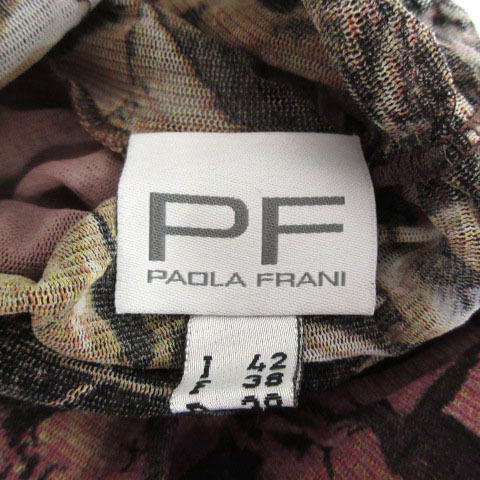 PF
PAOLA FRANI
I 42
F 38